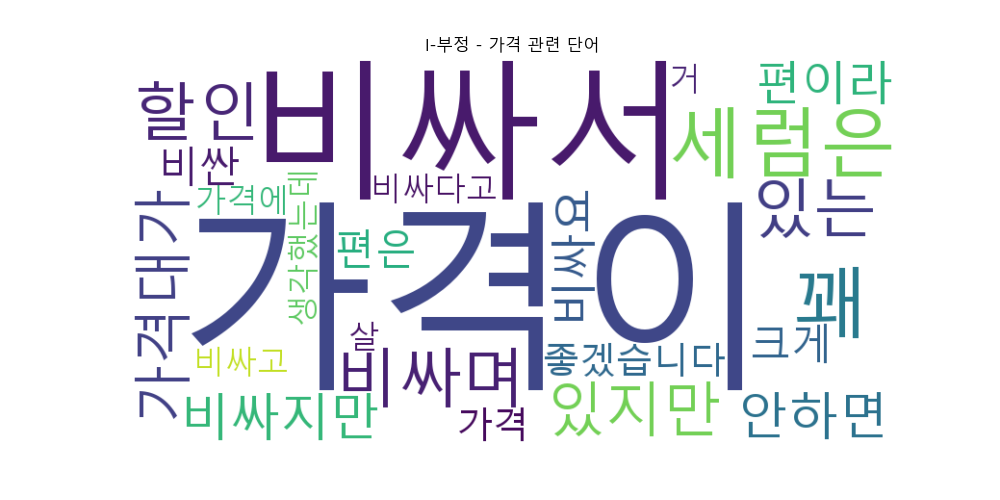 I-부정 - 가격 관련 단어
비싸서
거
편이라
할인
세럼은
비싼
비싸다고
가격에
생각했는데
있는
가격대가
가격이
편은
비싸요
꽤
살
크게
비싸고
비싸며
좋겠습니다
비싸지만
가격
있지만
안하면